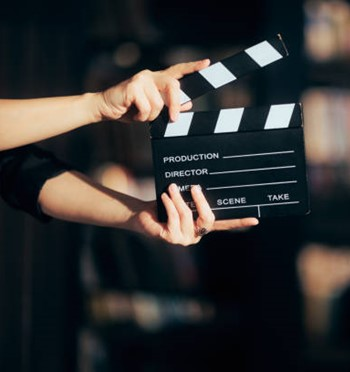 PRODUCTION
DIRECTOR
SCENE TAKE